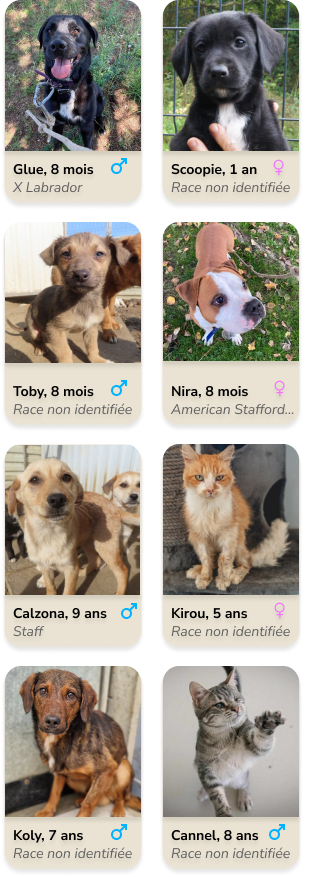 Glue, 8 mois
X Labrador
Scoopie, 1 an
Race non identifiée
Toby, 8 mois
Race non identifiée
Nira, 8 mois
American Stafford...
Calzona, 9 ans
Staff
Kirou, 5 ans
Race non identifiée
Koly, 7 ans
Race non identifiée
Cannel, 8 ans
Race non identifiée